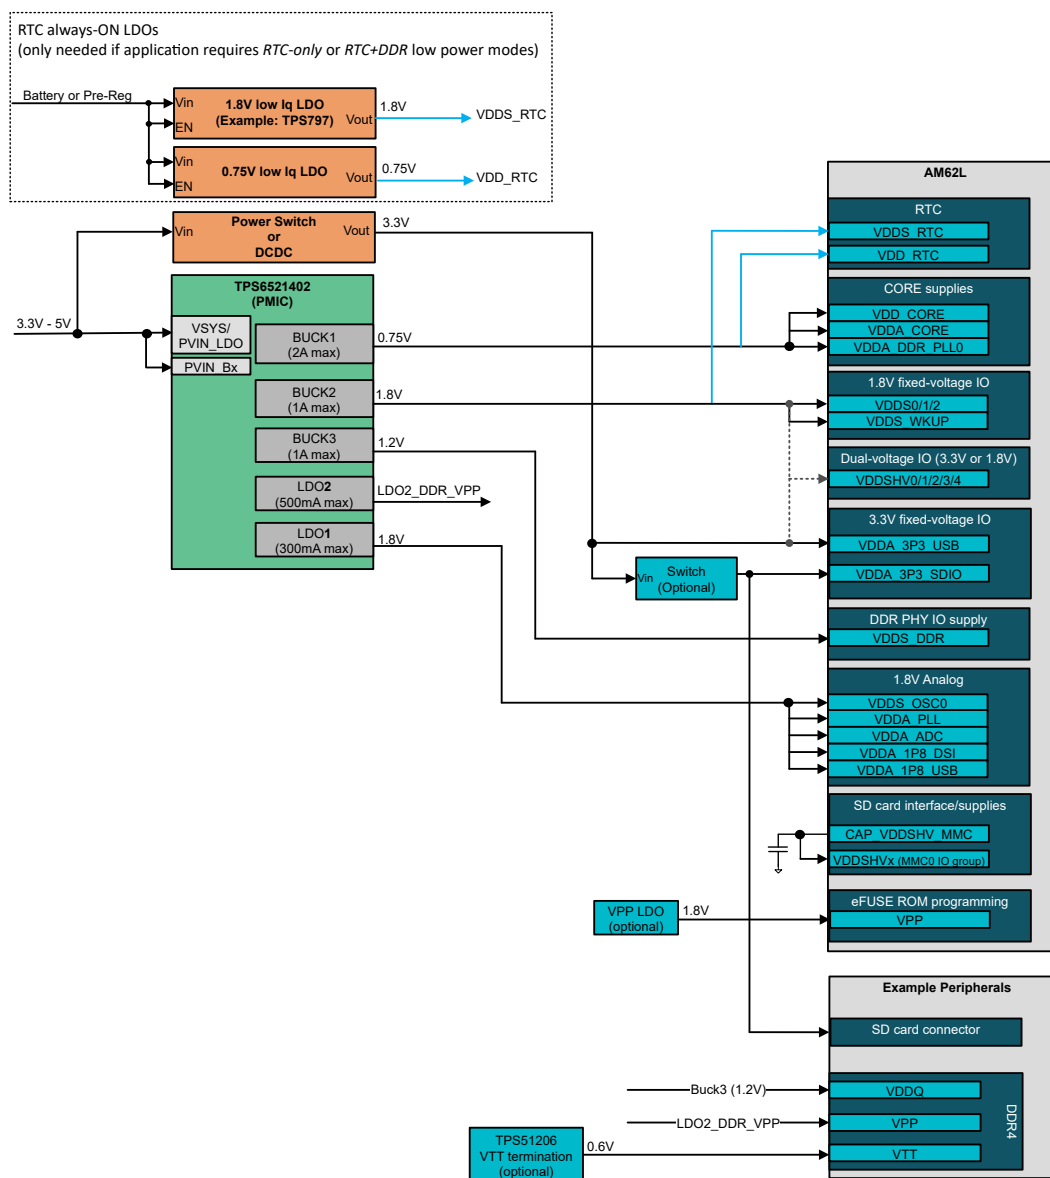 RTC always-ON LDOs
(only needed if application requires RTC-only or RTC+DDR low power modes)
Battery or Pre-Reg
Vin
EN
1.8V low Iq LDO
(Example: TPS797)
Vout
1.8V
VDDS_RTC
Vin
EN
0.75V low Iq LDO
Vout
0.75V
VDD_RTC
Vin
Power Switch
or
DCDC
Vout
3.3V
3.3V - 5V
TPS6521402
(PMIC)
VSYS/
PVIN_LDO
PVIN_Bx
BUCK1
(2A max)
0.75V
BUCK2
(1A max)
1.8V
BUCK3
(1A max)
1.2V
LDO2
(500mA max)
LDO2_DDR_VPP
LDO1
(300mA max)
1.8V
Vin
Switch
(Optional)
AM62L
RTC
VDDS_RTC
VDD_RTC
CORE supplies
VDD_CORE
VDDA_CORE
VDDA_DDR_PLL0
1.8V fixed-voltage IO
VDDS0/1/2
VDDS_WKUP
Dual-voltage IO (3.3V or 1.8V)
VDDSHV0/1/2/3/4
3.3V fixed-voltage IO
VDDA_3P3_USB
VDDA_3P3_SDIO
DDR PHY IO supply
VDDS_DDR
1.8V Analog
VDDS_OSC0
VDDA_PLL
VDDA_ADC
VDDA_1P8_DSI
VDDA_1P8_USB
SD card interface/supplies
CAP_VDDSHV_MMC
VDDSHVx (MMC0 IO group)
eFUSE ROM programming
VPP
VPP LDO
(optional)
1.8V
Example Peripherals
SD card connector
Buck3 (1.2V)
VDDQ
LDO2_DDR_VPP
VPP
TPS51206
VTT termination
(optional)
0.6V
VTT
DDR4